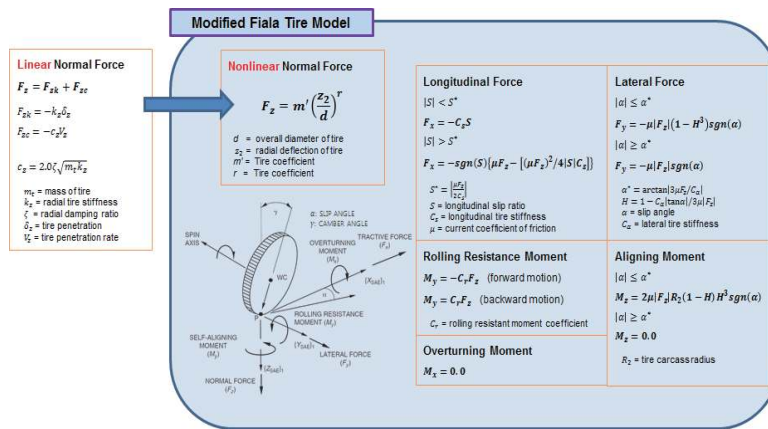 Modified Fiala Tire Model
Linear Normal Force
F_z = F_zk + F_zc
F_zk = −k_z δ_z
F_zc = −c_z V_z
c_z = 2.0ζ√(m_t k_z)
m_t = mass of tire
k_z = radial tire stiffness
ζ = radial damping ratio
δ_z = tire penetration
V_z = tire penetration rate
Nonlinear Normal Force
F_z = m′(z_2/d)^r
d = overall diameter of tire
z_2 = radial deflection of tire
m′ = Tire coefficient
r = Tire coefficient
Longitudinal Force
|S| < S*
F_x = −C_s S
|S| > S*
F_x = −sgn(S){μF_z − [(μF_z)²/4|S|C_s]}
S* = |μF_z/2C_s|
S = longitudinal slip ratio
C_s = longitudinal tire stiffness
μ = current coefficient of friction
Lateral Force
|α| ≤ α*
F_y = −μ|F_z|(1 − H³)sgn(α)
|α| ≥ α*
F_y = −μ|F_z|sgn(α)
α* = arctan|3μF_z/C_α|
H = 1 − C_α|tanα|/3μ|F_z|
α = slip angle
C_α = lateral tire stiffness
Rolling Resistance Moment
M_y = −C_r F_z (forward motion)
M_y = C_r F_z (backward motion)
C_r = rolling resistant moment coefficient
Overturning Moment
M_x = 0.0
Aligning Moment
|α| ≤ α*
M_z = 2μ|F_z|R_2(1 − H)H³sgn(α)
|α| ≥ α*
M_z = 0.0
R_2 = tire carcass radius
γ
α: SLIP ANGLE
γ: CAMBER ANGLE
SPIN
AXIS
TRACTIVE FORCE
(F_x)
OVERTURNING
MOMENT
WC
(X_SAE)_1
α
P
ROLLING RESISTANCE
MOMENT (M_y)
SELF-ALIGNING
MOMENT
(Y_SAE)_1
LATERAL FORCE
(F_y)
(Z_SAE)_1
NORMAL FORCE
(F_z)